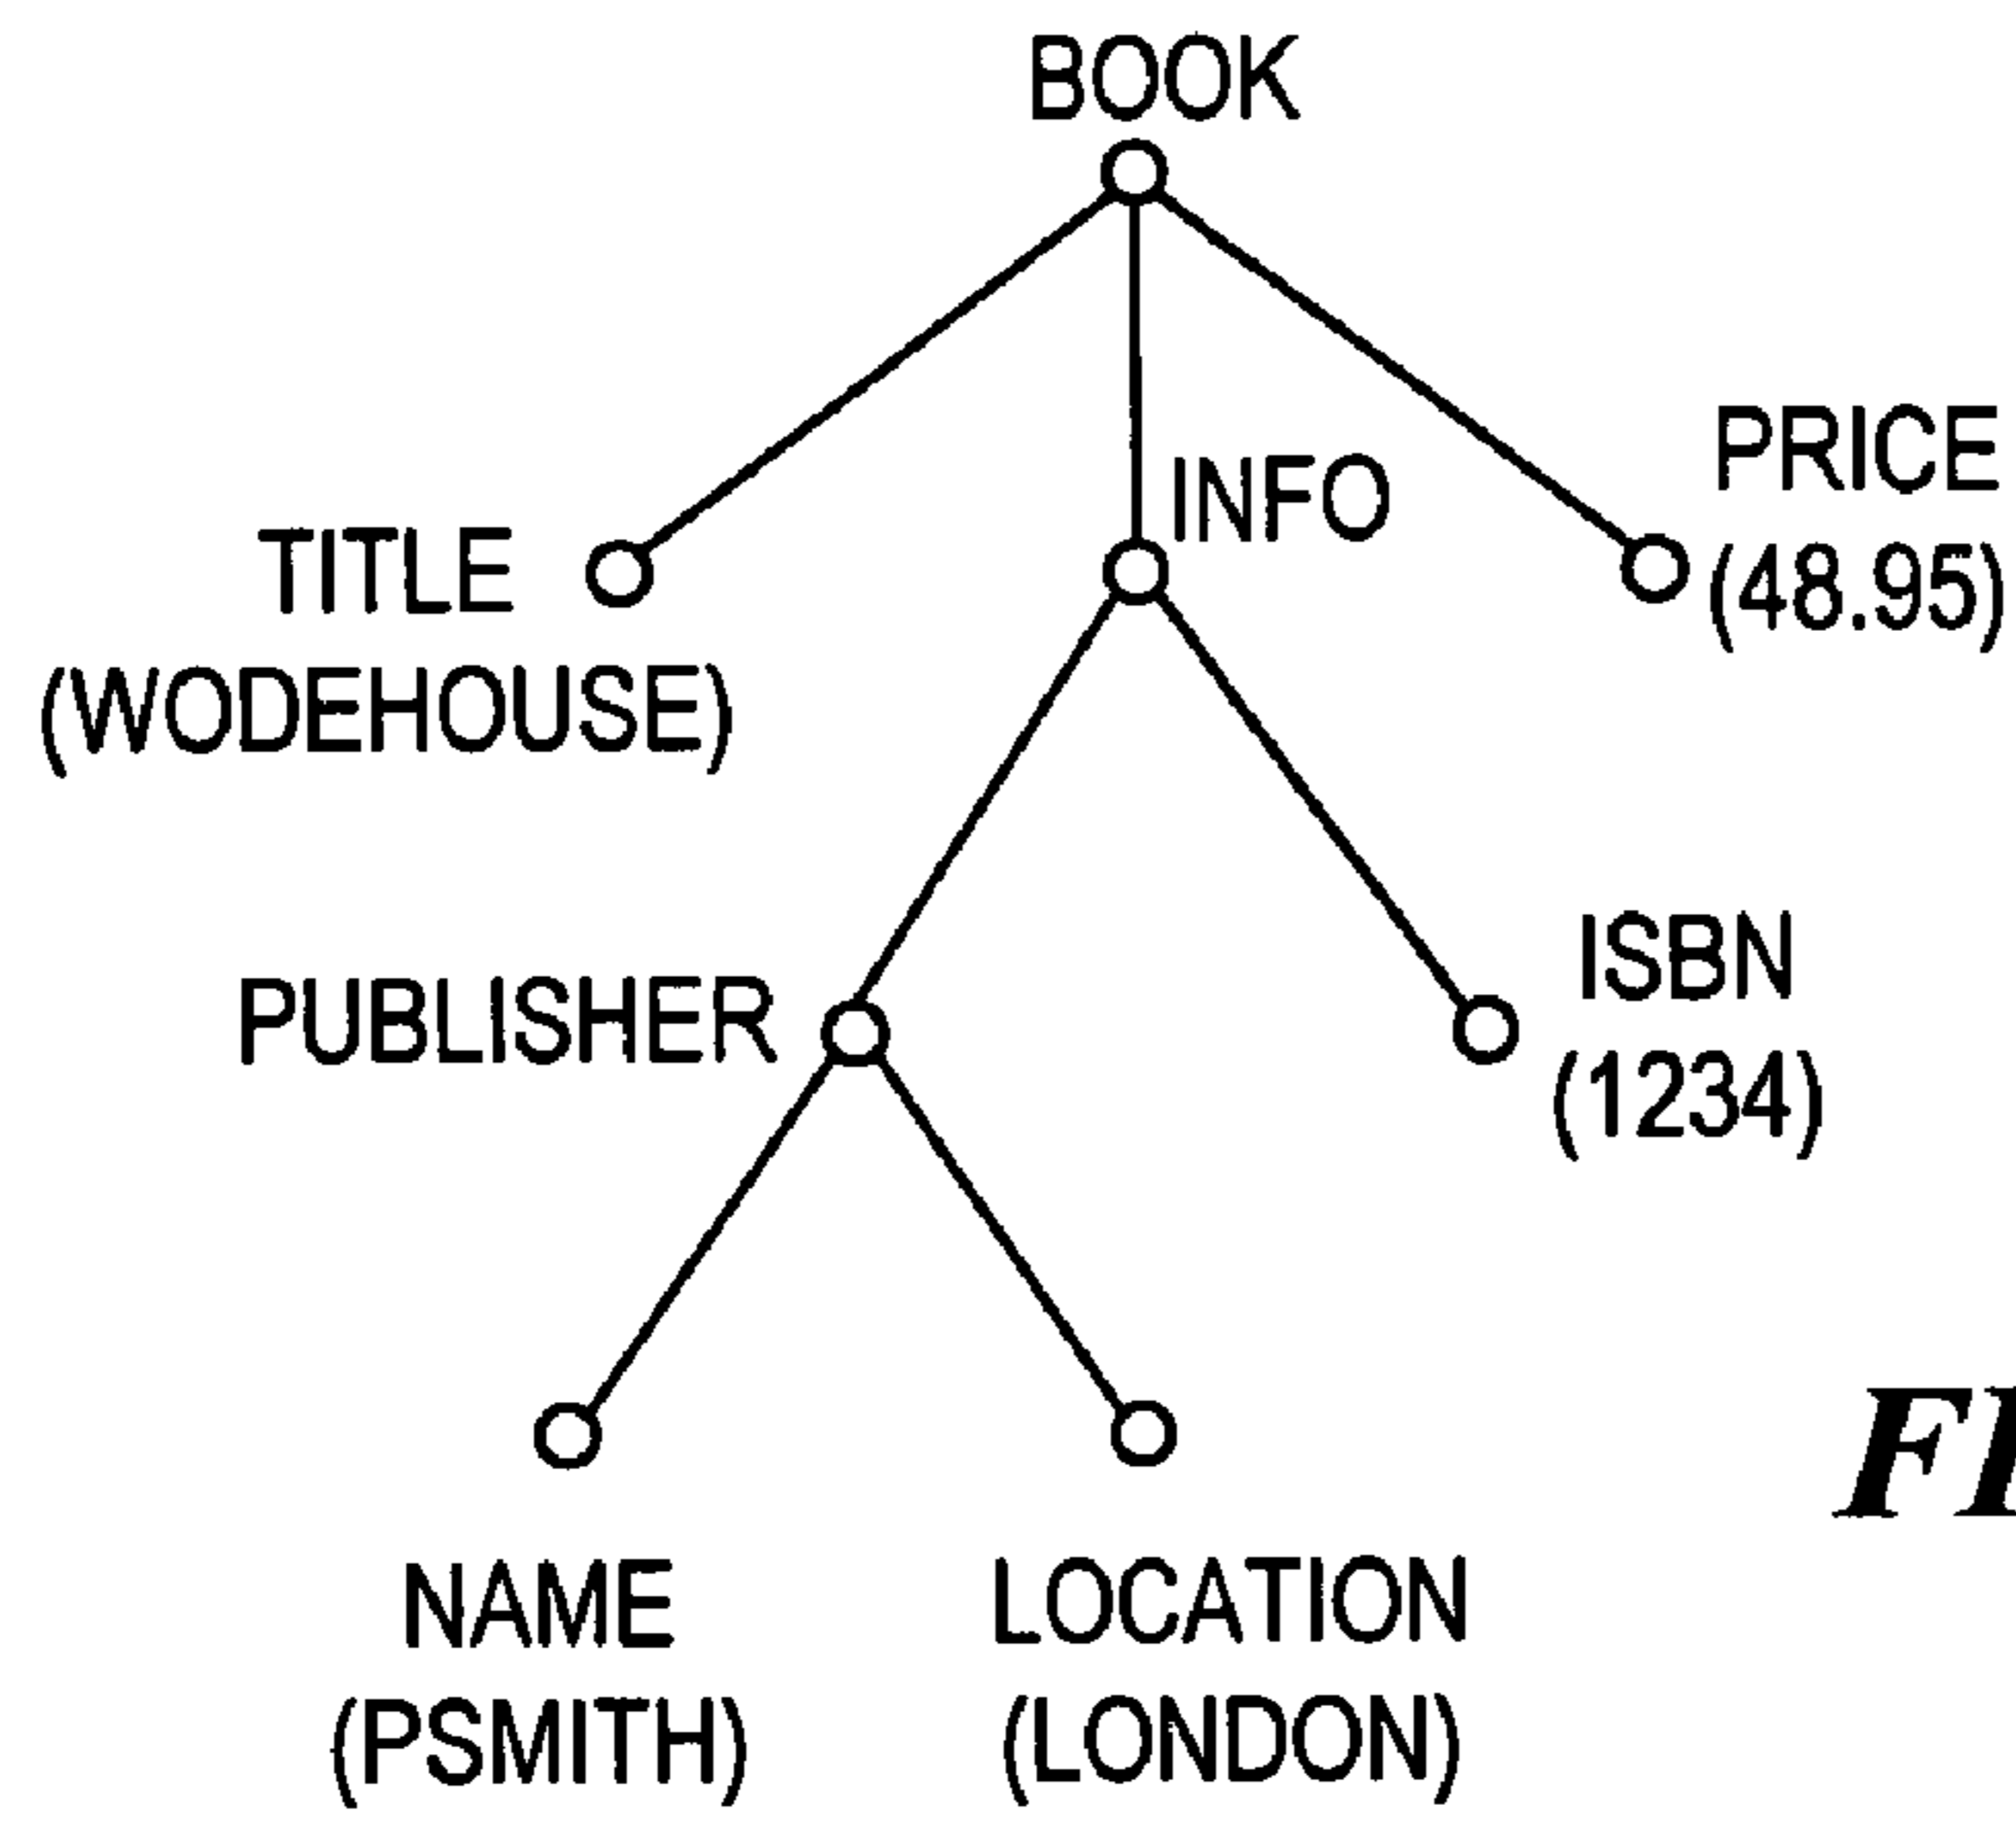 BOOK
PRICE
(48.95)
INFO
TITLE
(WODEHOUSE)
ISBN
(1234)
PUBLISHER
NAME
(PSMITH)
LOCATION
(LONDON)